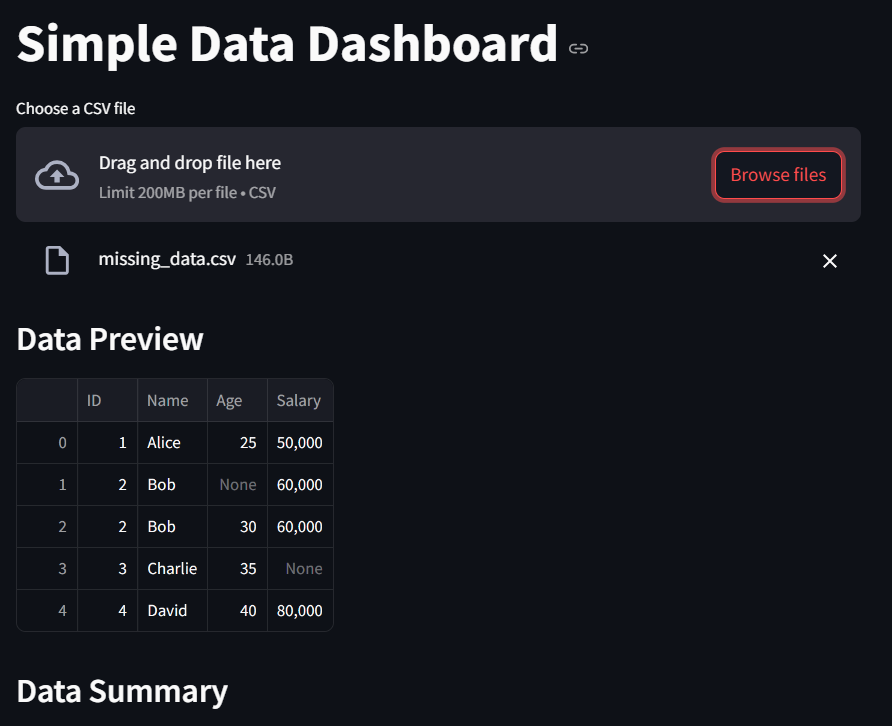 Simple Data Dashboard
Choose a CSV file
Drag and drop file here
Limit 200MB per file • CSV
Browse files
missing_data.csv 146.0B
Data Preview
ID Name Age Salary
0 1 Alice 25 50,000
1 2 Bob None 60,000
2 2 Bob 30 60,000
3 3 Charlie 35 None
4 4 David 40 80,000
Data Summary